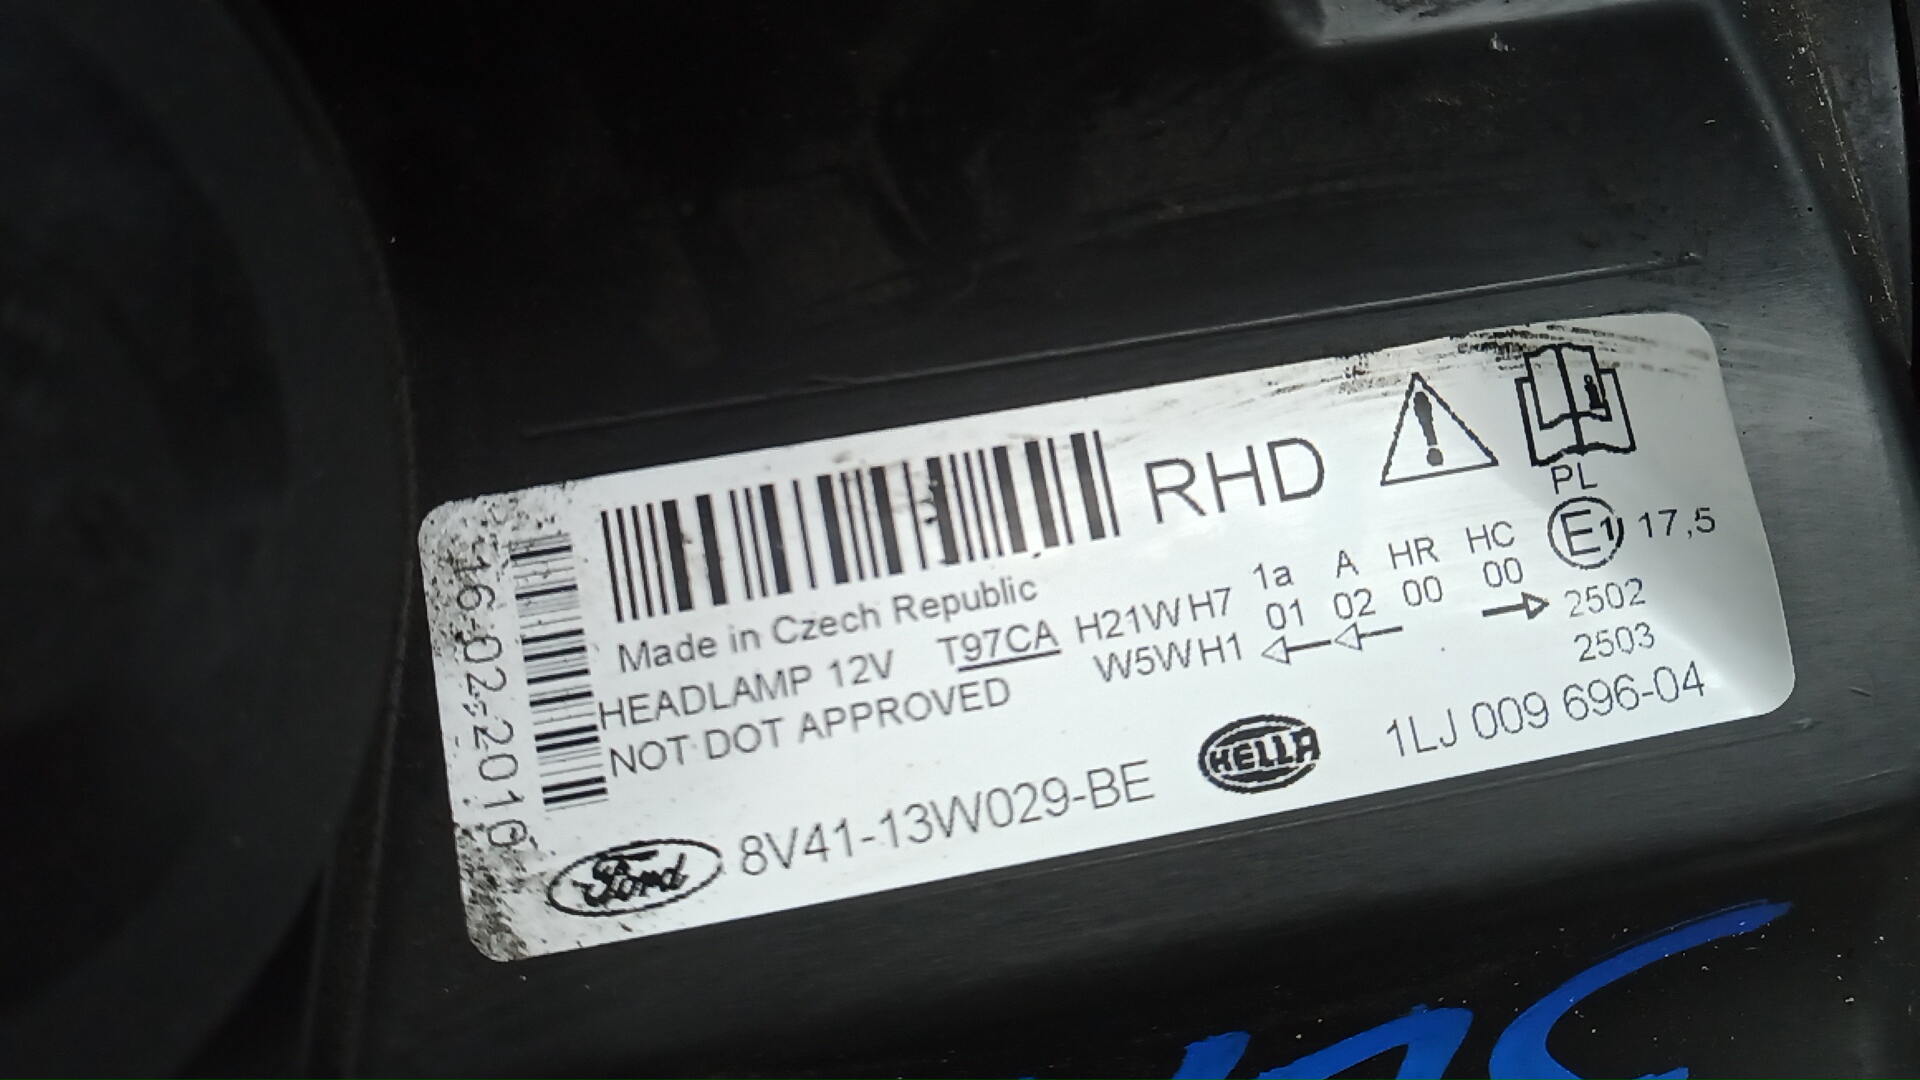 RHD
PL
Made in Czech Republic
HEADLAMP 12V T97CA H21W H7 1a A HR HC E1 17,5
W5W H1 01 02 00 00 2502
NOT DOT APPROVED 2503
Ford 8V41-13W029-BE HELLA 1LJ 009 696-04
16-02-2010